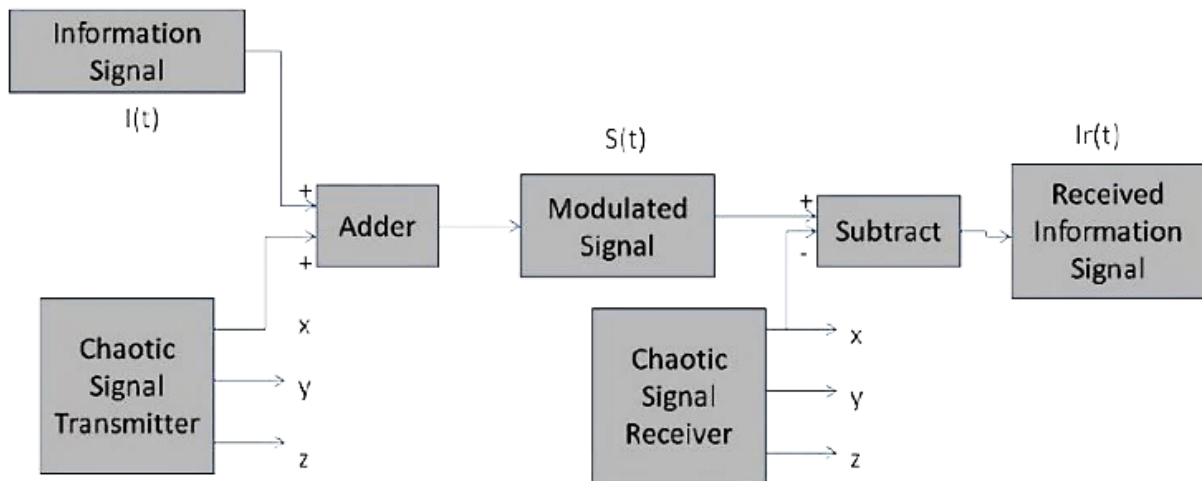 Information
Signal
I(t)
+
+
Adder
Chaotic
Signal
Transmitter
x
y
z
S(t)
Modulated
Signal
+
-
Subtract
Chaotic
Signal
Receiver
x
y
z
Ir(t)
Received
Information
Signal